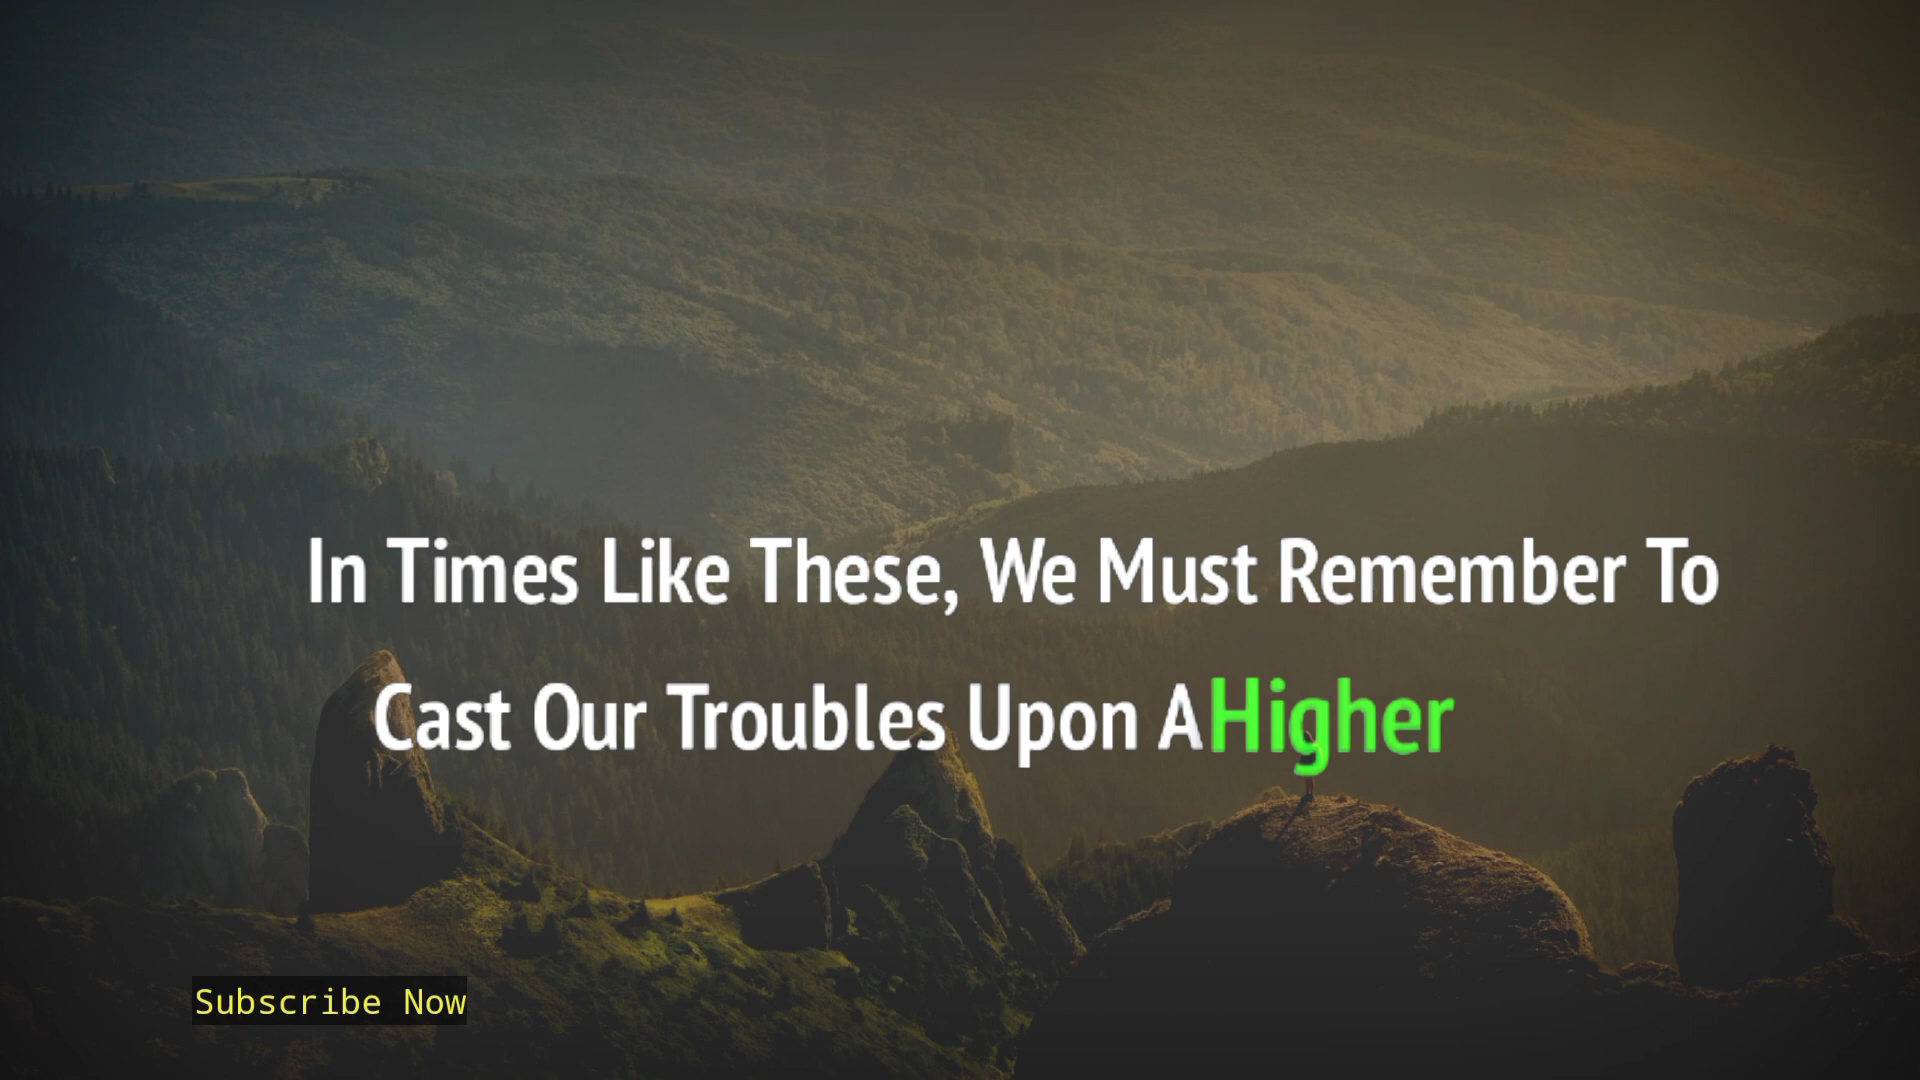 In Times Like These, We Must Remember To
Cast Our Troubles Upon A Higher
Subscribe Now